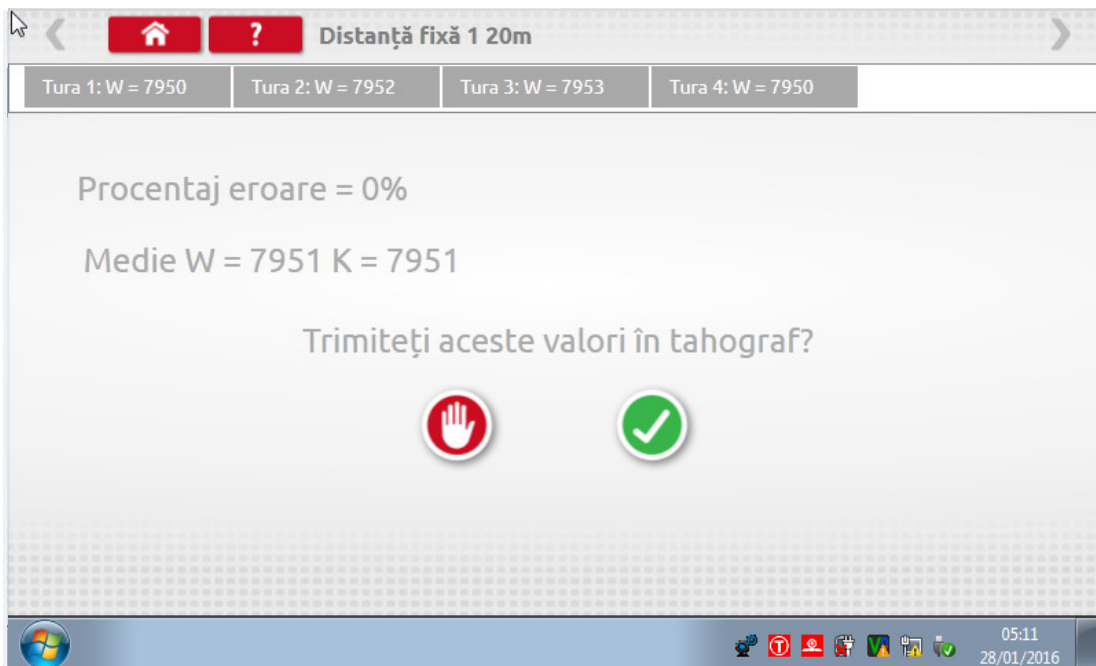 ? Distanță fixă 1 20m
Tura 1: W = 7950 Tura 2: W = 7952 Tura 3: W = 7953 Tura 4: W = 7950
Procentaj eroare = 0%
Medie W = 7951 K = 7951
Trimiteți aceste valori în tahograf?
05:11
28/01/2016